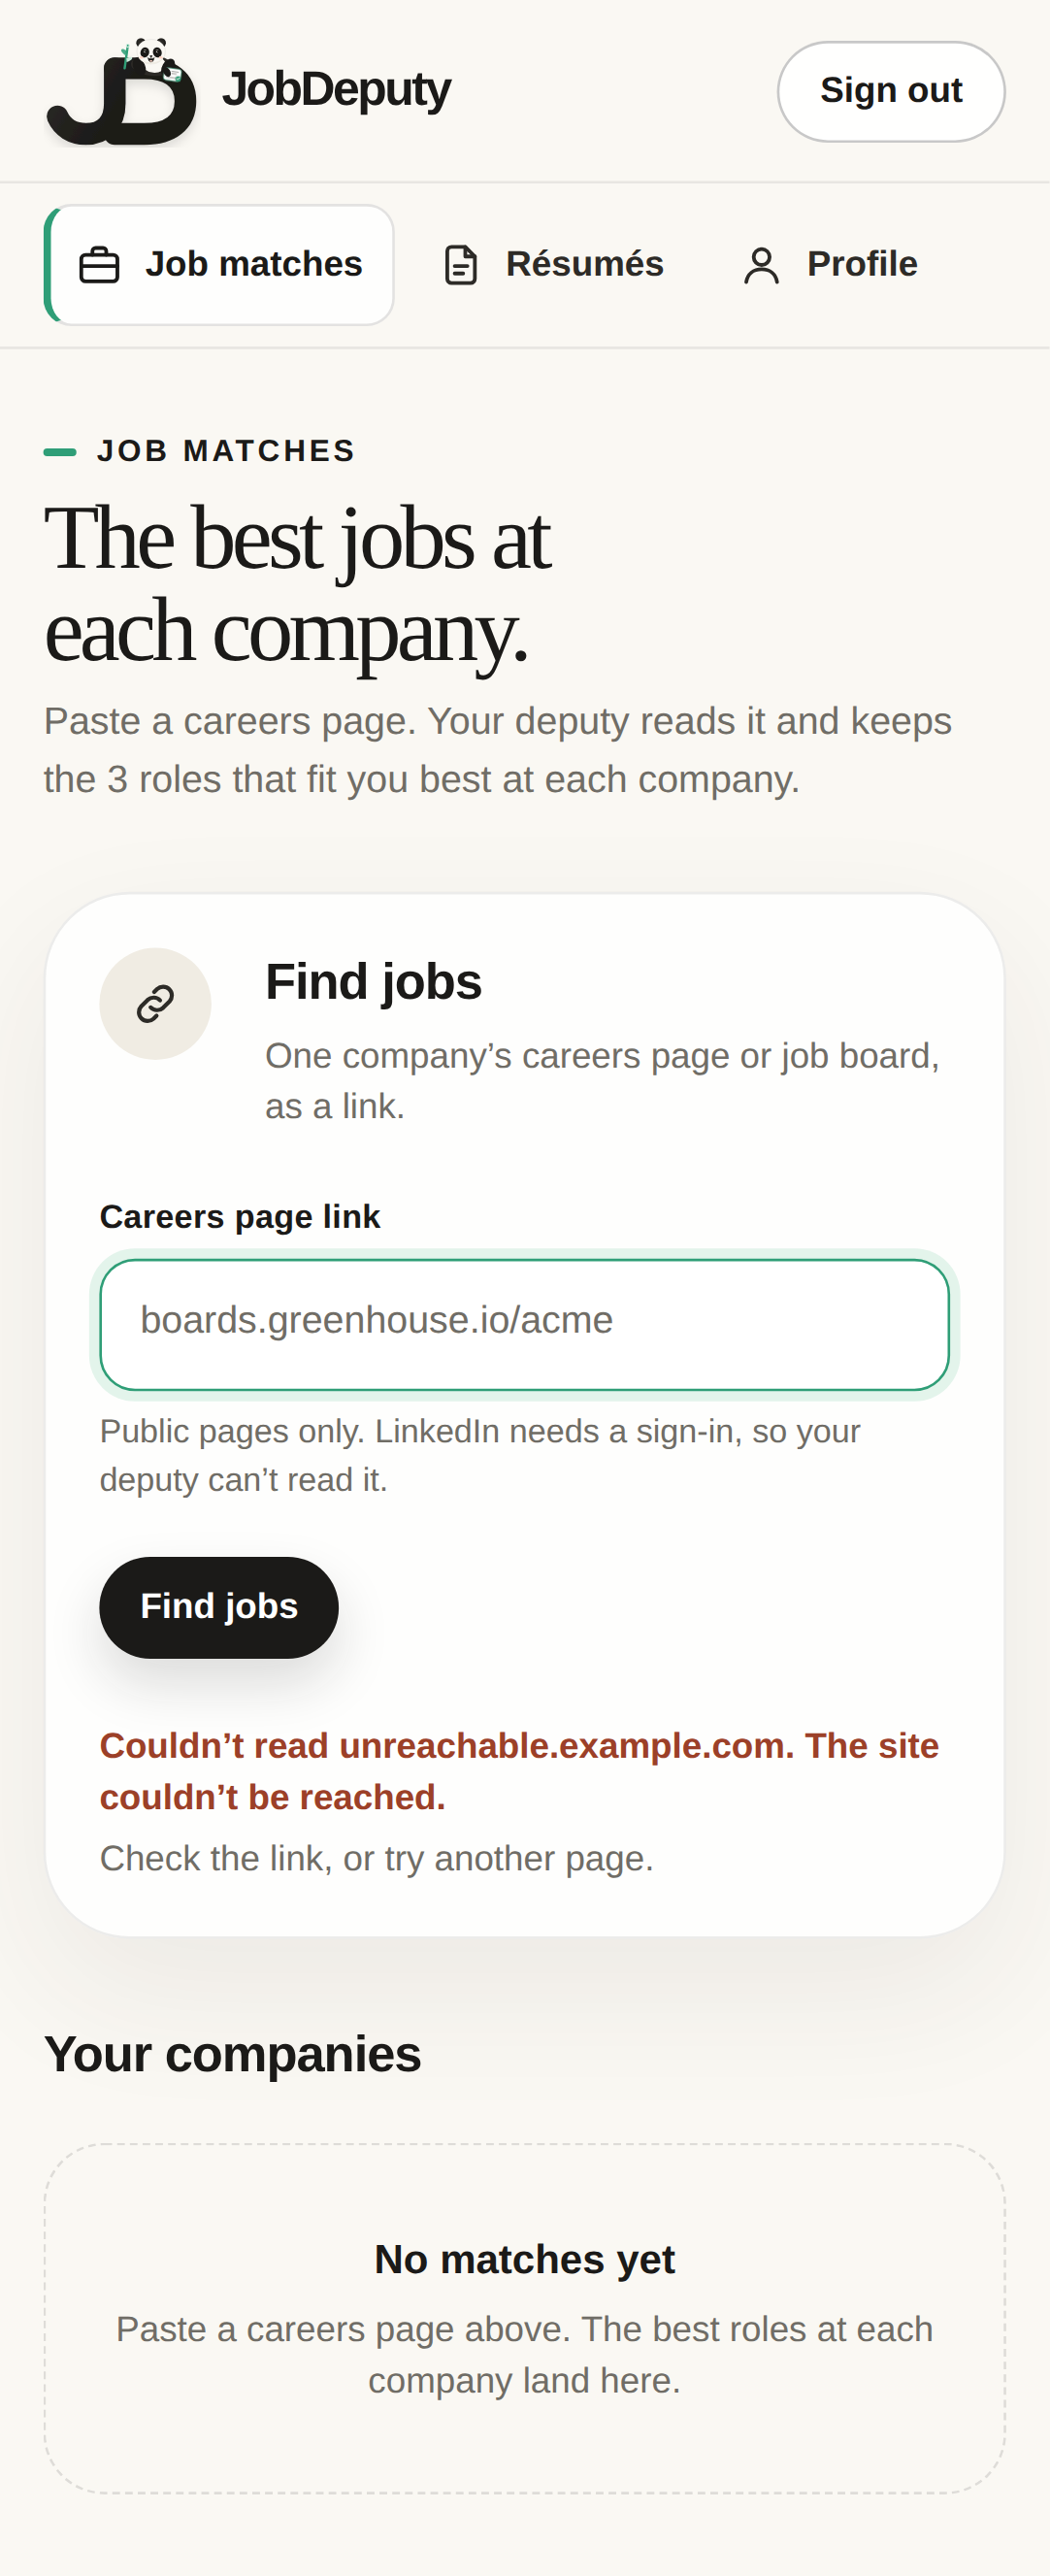 JobDeputy
Sign out
Job matches
Résumés
Profile
JOB MATCHES
The best jobs at
each company.
Paste a careers page. Your deputy reads it and keeps
the 3 roles that fit you best at each company.
Find jobs
One company’s careers page or job board,
as a link.
Careers page link
boards.greenhouse.io/acme
Public pages only. LinkedIn needs a sign-in, so your
deputy can’t read it.
Find jobs
Couldn’t read unreachable.example.com. The site
couldn’t be reached.
Check the link, or try another page.
Your companies
No matches yet
Paste a careers page above. The best roles at each
company land here.